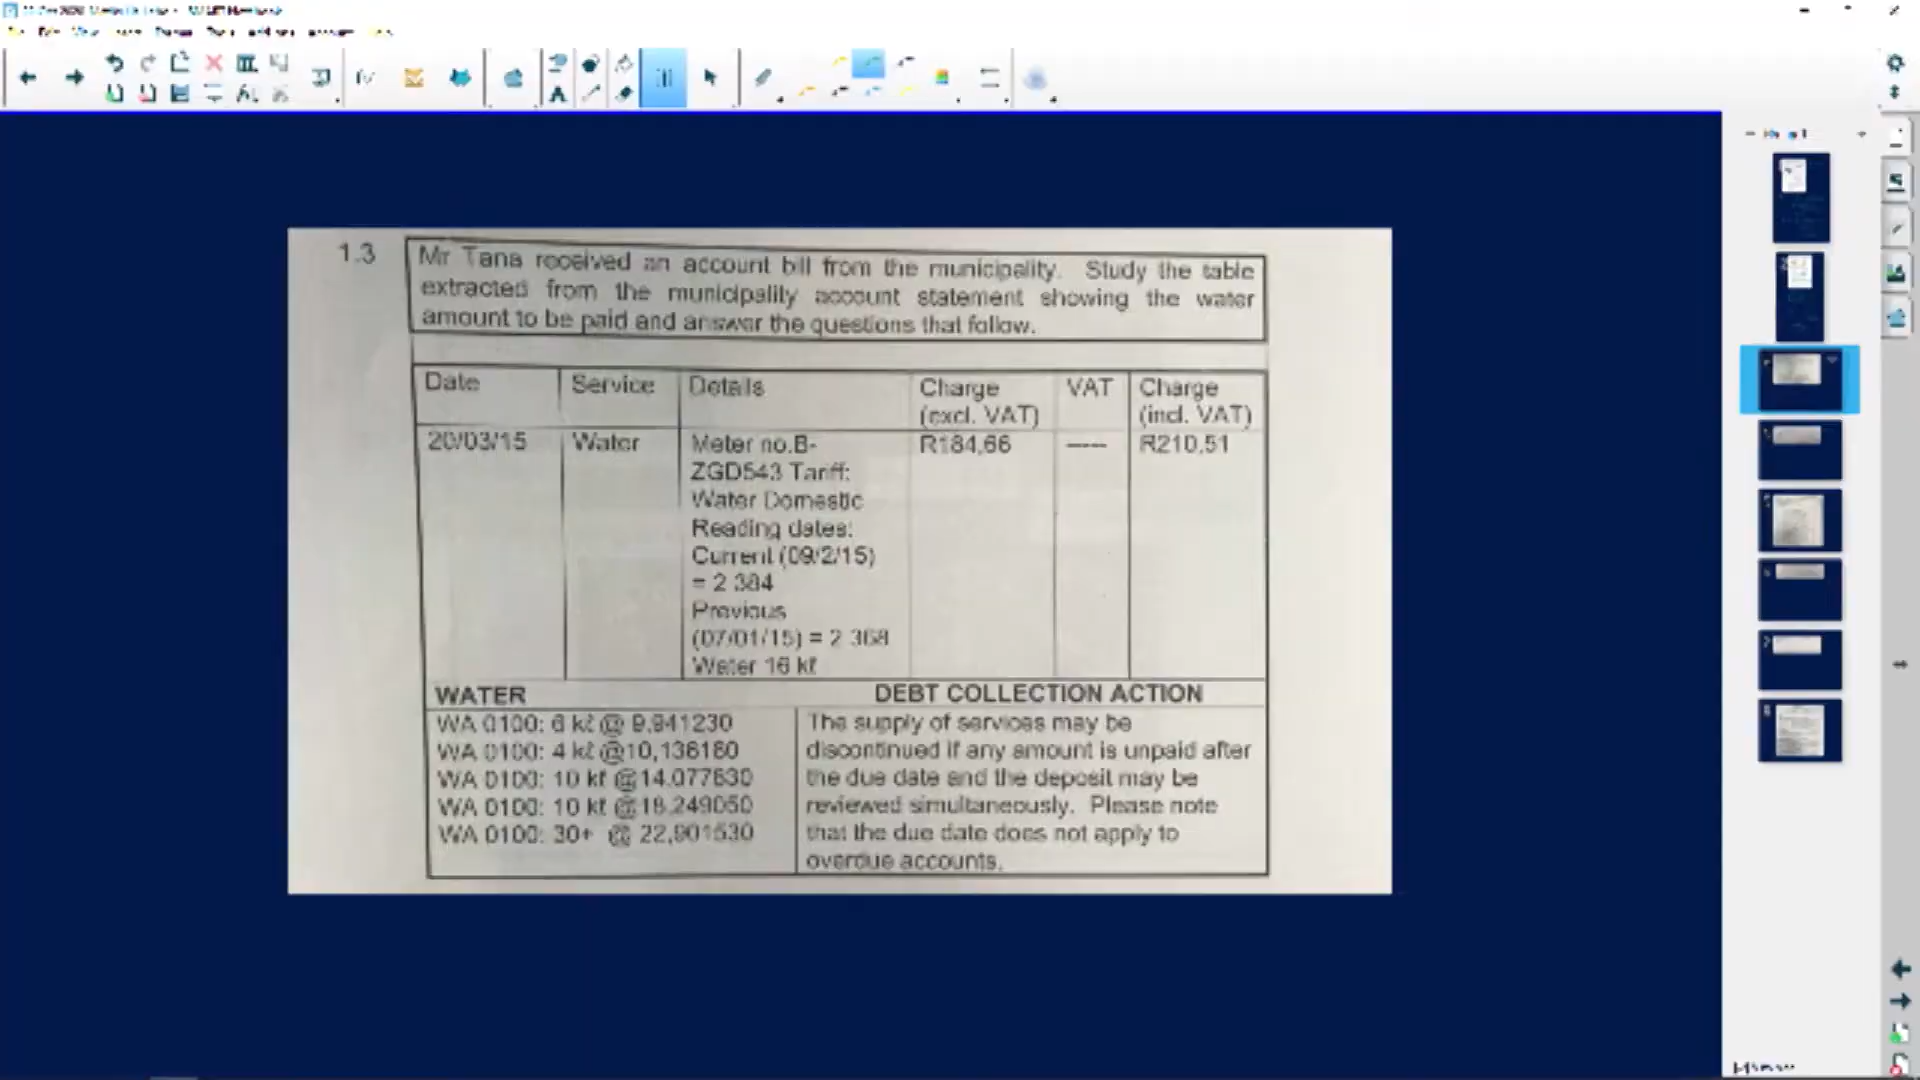 1.3
Mr Tana received an account bill from the municipality. Study the table
extracted from the municipality account statement showing the water
amount to be paid and answer the questions that follow.
Date Service Details Charge (excl. VAT) VAT Charge (incl. VAT)
20/03/15 Water Meter no.B- R184,66 ---- R210,51
ZGD543 Tariff:
Water Domestic
Reading dates:
Current (09/2/15)
= 2 384
Previous
(07/01/15) = 2 368
Water 16 kℓ
WATER
WA 0100: 6 kℓ @ 9,941230
WA 0100: 4 kℓ @10,136180
WA 0100: 10 kℓ @14.077630
WA 0100: 10 kℓ @18.249050
WA 0100: 30+ @ 22,901530
DEBT COLLECTION ACTION
The supply of services may be
discontinued if any amount is unpaid after
the due date and the deposit may be
reviewed simultaneously. Please note
that the due date does not apply to
overdue accounts.